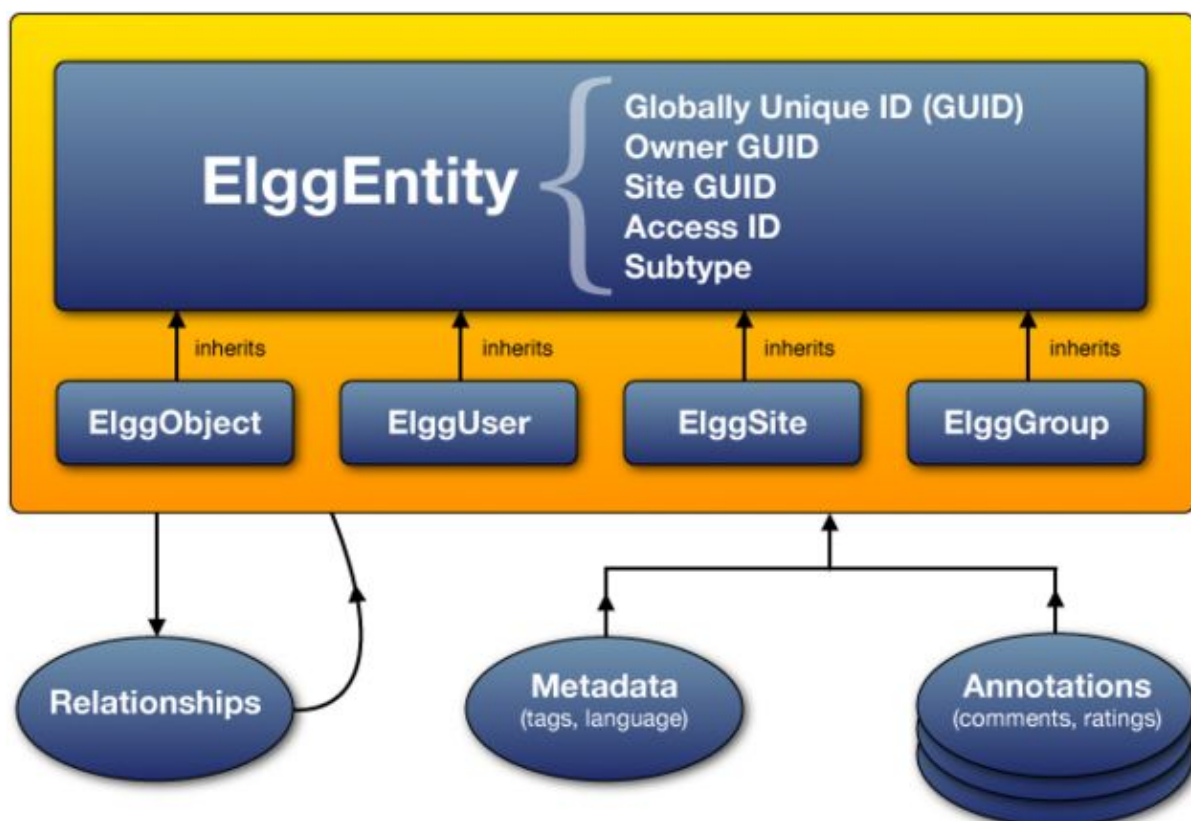 ElggEntity
Globally Unique ID (GUID)
Owner GUID
Site GUID
Access ID
Subtype
inherits
inherits
inherits
inherits
ElggObject
ElggUser
ElggSite
ElggGroup
Relationships
Metadata
(tags, language)
Annotations
(comments, ratings)